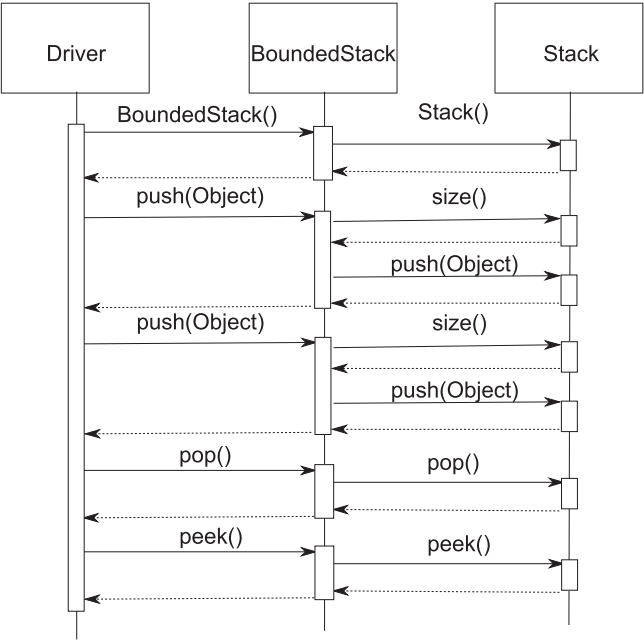 Driver
BoundedStack
Stack
BoundedStack()
Stack()
push(Object)
size()
push(Object)
push(Object)
size()
push(Object)
pop()
pop()
peek()
peek()